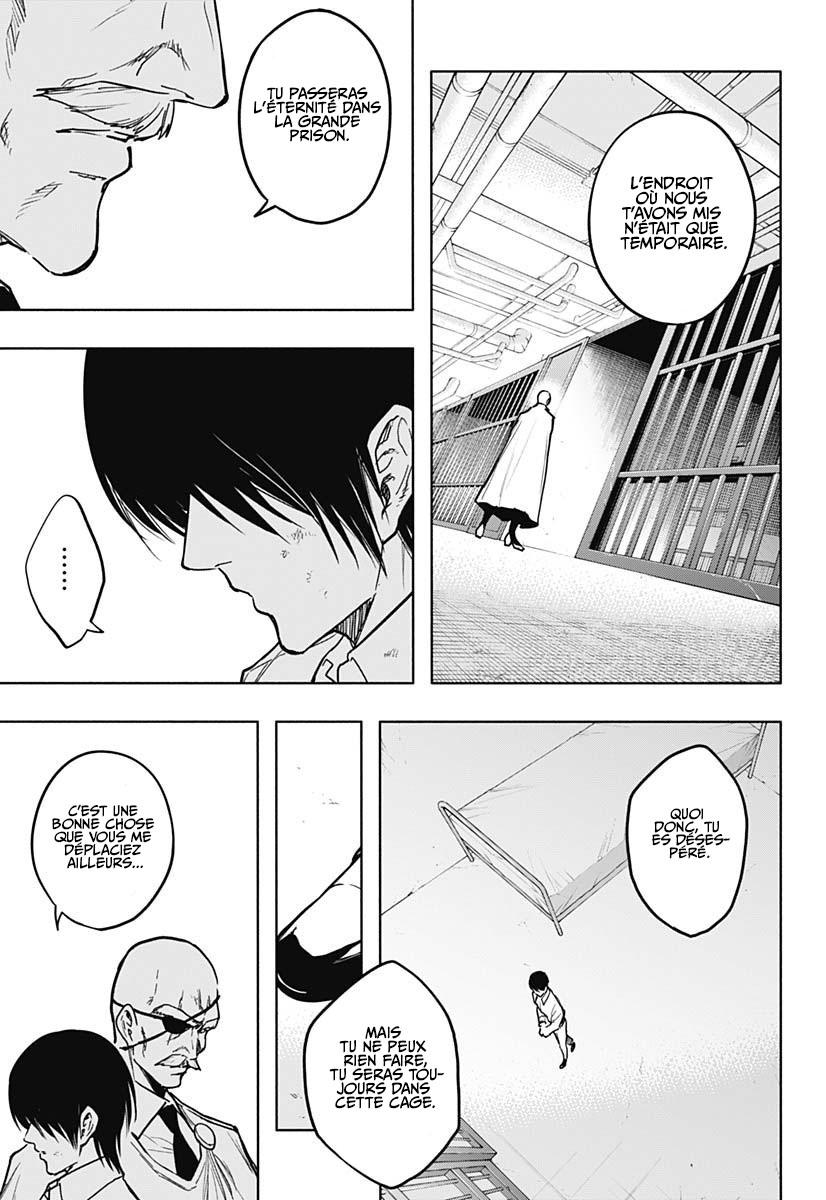 L'ENDROIT
OÙ NOUS
T'AVONS MIS
N'ÉTAIT QUE
TEMPORAIRE.
TU PASSERAS
L'ÉTERNITÉ DANS
LA GRANDE
PRISON.
......
QUOI
DONC, TU
ES DÉSES-
PÉRÉ.
MAIS
TU NE PEUX
RIEN FAIRE,
TU SERAS TOU-
JOURS DANS
CETTE CAGE.
C'EST UNE
BONNE CHOSE
QUE VOUS ME
DÉPLACIEZ
AILLEURS...